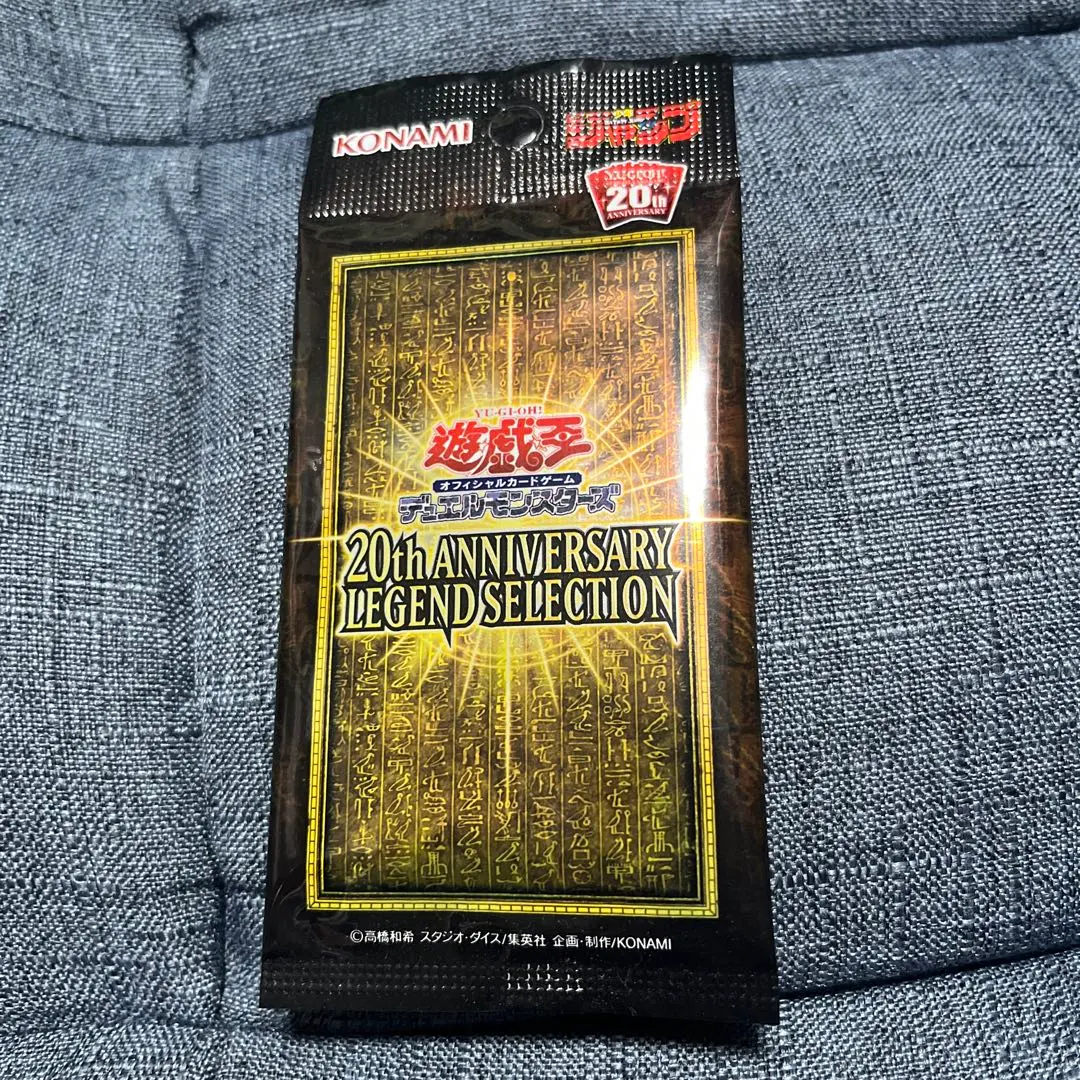 KONAMI
少年
ジャンプ
YU-GI-OH!
20th
ANNIVERSARY
YU-GI-OH!
遊戯王
オフィシャルカードゲーム
デュエルモンスターズ
20th ANNIVERSARY
LEGEND SELECTION
©高橋和希 スタジオ・ダイス/集英社 企画・制作/KONAMI